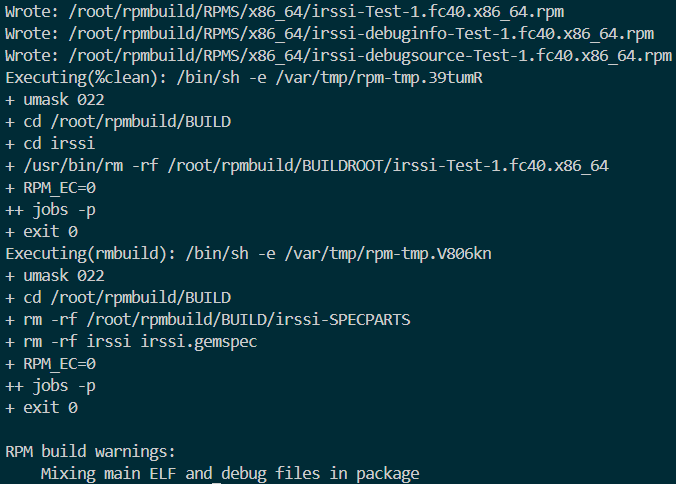 Wrote: /root/rpmbuild/RPMS/x86_64/irssi-Test-1.fc40.x86_64.rpm
Wrote: /root/rpmbuild/RPMS/x86_64/irssi-debuginfo-Test-1.fc40.x86_64.rpm
Wrote: /root/rpmbuild/RPMS/x86_64/irssi-debugsource-Test-1.fc40.x86_64.rpm
Executing(%clean): /bin/sh -e /var/tmp/rpm-tmp.39tumR
+ umask 022
+ cd /root/rpmbuild/BUILD
+ cd irssi
+ /usr/bin/rm -rf /root/rpmbuild/BUILDROOT/irssi-Test-1.fc40.x86_64
+ RPM_EC=0
++ jobs -p
+ exit 0
Executing(rmbuild): /bin/sh -e /var/tmp/rpm-tmp.V806kn
+ umask 022
+ cd /root/rpmbuild/BUILD
+ rm -rf /root/rpmbuild/BUILD/irssi-SPECPARTS
+ rm -rf irssi irssi.gemspec
+ RPM_EC=0
++ jobs -p
+ exit 0

RPM build warnings:
    Mixing main ELF and debug files in package